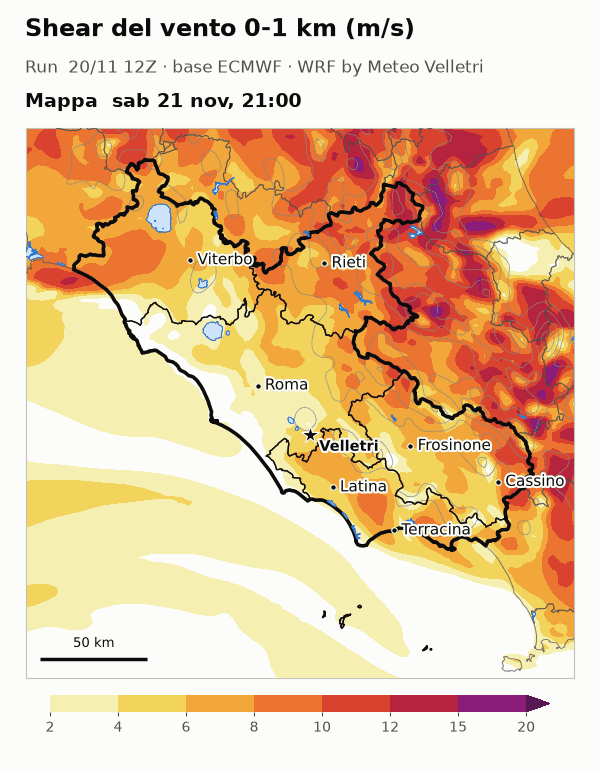 Shear del vento 0-1 km (m/s)
Run  20/11 12Z · base ECMWF · WRF by Meteo Velletri
Mappa  sab 21 nov, 21:00
Viterbo
Rieti
Roma
Velletri
Frosinone
Cassino
Latina
Terracina
50 km
2 4 6 8 10 12 15 20